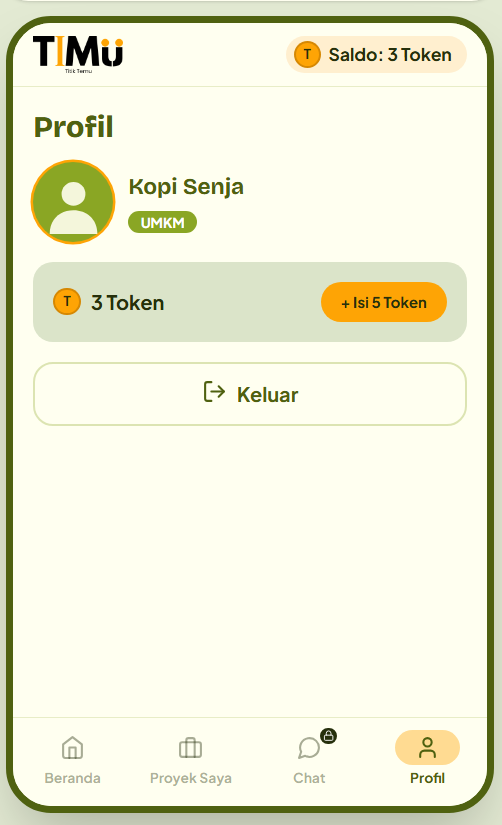 TIMü
Titik Temu
T Saldo: 3 Token
Profil
Kopi Senja
UMKM
T 3 Token
+ Isi 5 Token
Keluar
Beranda
Proyek Saya
Chat
Profil